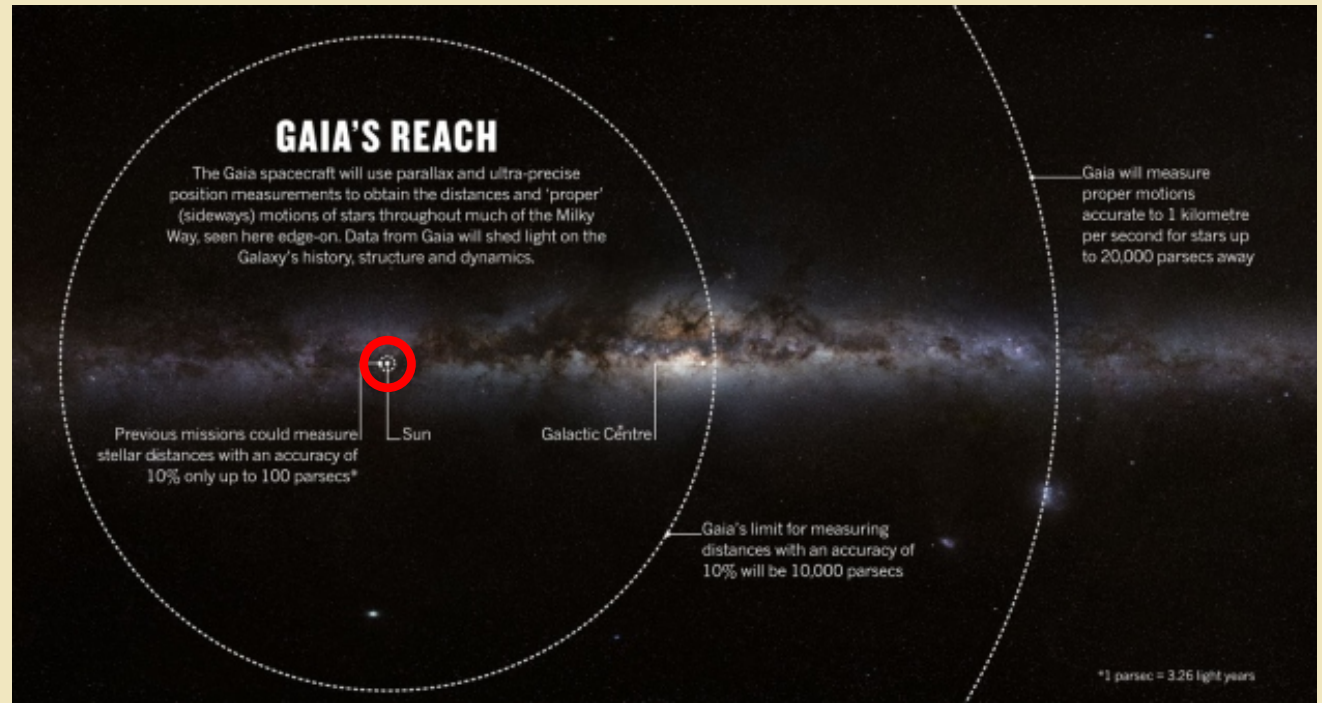 GAIA'S REACH
The Gaia spacecraft will use parallax and ultra-precise
position measurements to obtain the distances and 'proper'
(sideways) motions of stars throughout much of the Milky
Way, seen here edge-on. Data from Gaia will shed light on the
Galaxy's history, structure and dynamics.
Gaia will measure
proper motions
accurate to 1 kilometre
per second for stars up
to 20,000 parsecs away
Previous missions could measure
stellar distances with an accuracy of
10% only up to 100 parsecs*
Sun
Galactic Centre
Gaia's limit for measuring
distances with an accuracy of
10% will be 10,000 parsecs
*1 parsec = 3.26 light years